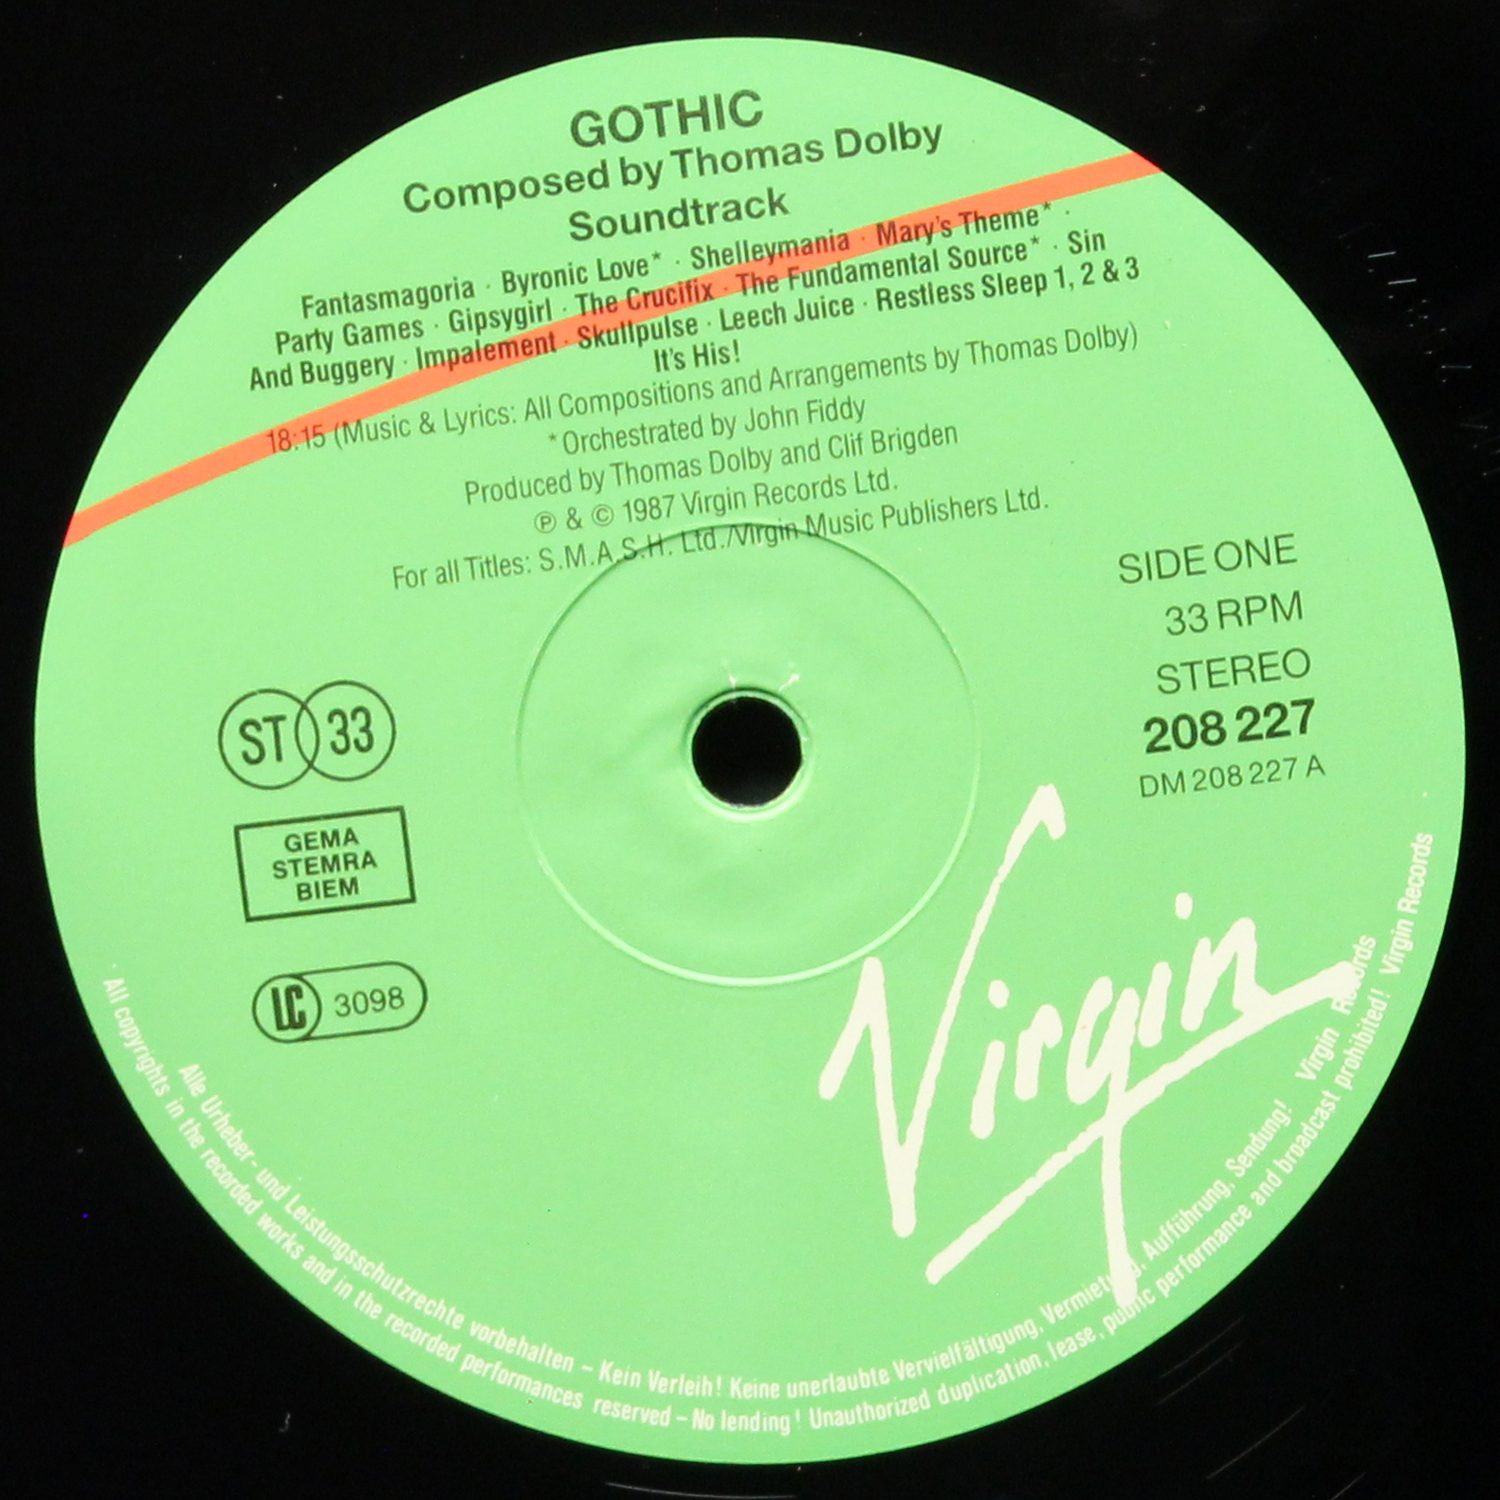 GOTHIC
Composed by Thomas Dolby
Soundtrack
Fantasmagoria · Byronic Love* · Shelleymania · Mary's Theme* ·
Party Games · Gipsygirl · The Crucifix · The Fundamental Source* · Sin
And Buggery · Impalement · Skullpulse · Leech Juice · Restless Sleep 1, 2 & 3
It's His!
18:15 (Music & Lyrics: All Compositions and Arrangements by Thomas Dolby)
*Orchestrated by John Fiddy
Produced by Thomas Dolby and Clif Brigden
℗ & © 1987 Virgin Records Ltd.
For all Titles: S.M.A.S.H. Ltd./Virgin Music Publishers Ltd.
SIDE ONE
33 RPM
STEREO
208 227
DM 208 227 A
ST 33
GEMA
STEMRA
BIEM
LC 3098
Virgin
Alle Urheber- und Leistungsschutzrechte vorbehalten – Kein Verleih! Keine unerlaubte Vervielfältigung, Vermietung, Aufführung, Sendung! Virgin Records
All copyrights in the recorded works and in the recorded performances reserved – No lending! Unauthorized duplication, lease, public performance and broadcast prohibited! Virgin Records